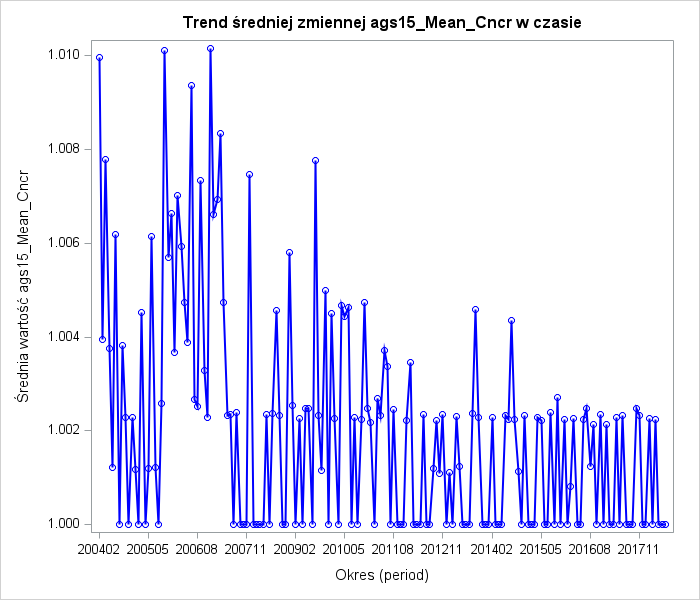 Trend średniej zmiennej ags15_Mean_Cncr w czasie
1.010
1.008
1.006
1.004
1.002
1.000
Średnia wartość ags15_Mean_Cncr
200402 200505 200608 200711 200902 201005 201108 201211 201402 201505 201608 201711
Okres (period)